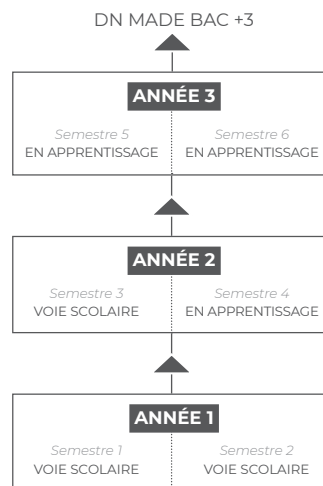 DN MADE BAC +3
ANNÉE 3
Semestre 5 Semestre 6
EN APPRENTISSAGE EN APPRENTISSAGE
ANNÉE 2
Semestre 3 Semestre 4
VOIE SCOLAIRE EN APPRENTISSAGE
ANNÉE 1
Semestre 1 Semestre 2
VOIE SCOLAIRE VOIE SCOLAIRE